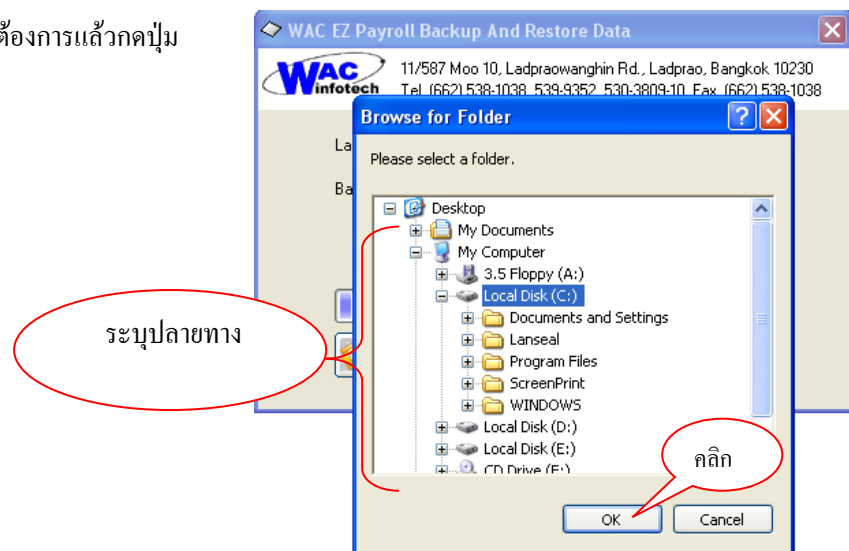 ต้องการแล้วกดปุ่ม
WAC EZ Payroll Backup And Restore Data
WAC
infotech
11/587 Moo 10, Ladpraowanghin Rd., Ladprao, Bangkok 10230
Tel. (662) 538-1038, 539-9352, 530-3809-10, Fax. (662) 538-1038
Browse for Folder
La
Please select a folder.
Ba
Desktop
My Documents
My Computer
3.5 Floppy (A:)
Local Disk (C:)
Documents and Settings
Lanseal
Program Files
ScreenPrint
WINDOWS
Local Disk (D:)
Local Disk (E:)
CD Drive (F:)
ระบุปลายทาง
คลิก
OK
Cancel